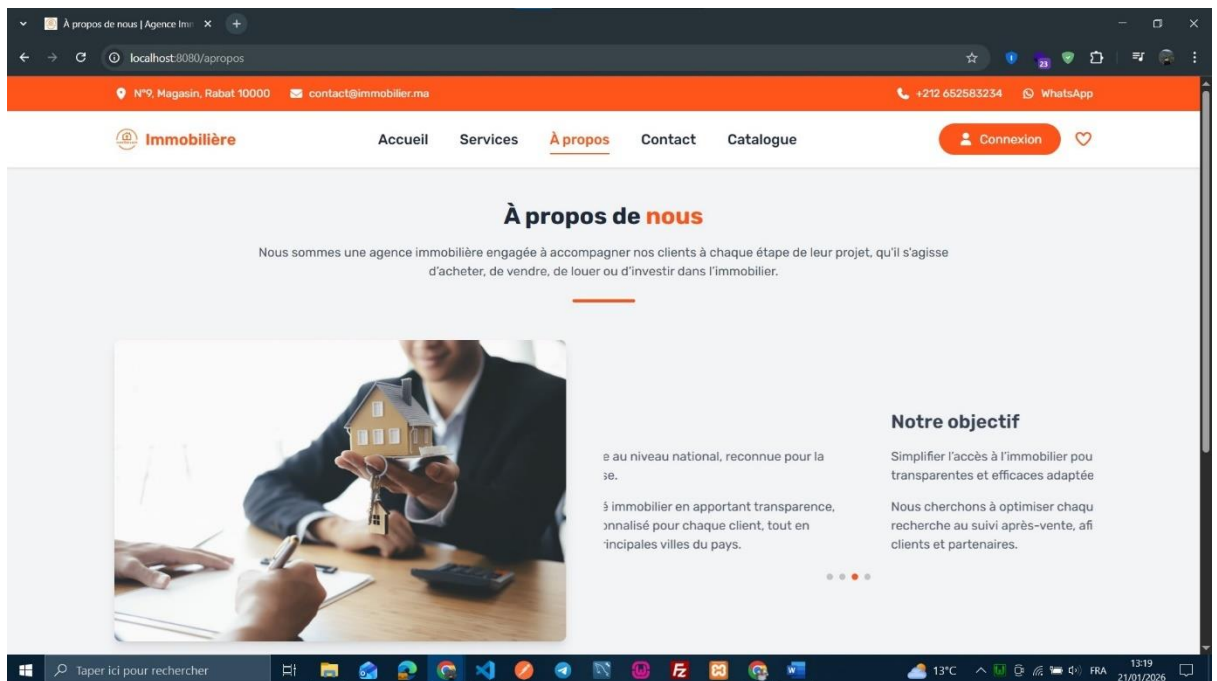 À propos de nous | Agence Imm
localhost:8080/apropos
23
N°9, Magasin, Rabat 10000 contact@immobilier.ma +212 652583234 WhatsApp
Immobilière Accueil Services À propos Contact Catalogue Connexion
À propos de nous
Nous sommes une agence immobilière engagée à accompagner nos clients à chaque étape de leur projet, qu'il s'agisse
d'acheter, de vendre, de louer ou d'investir dans l'immobilier.
e au niveau national, reconnue pour la
se.
é immobilier en apportant transparence,
onnalisé pour chaque client, tout en
rincipales villes du pays.
Notre objectif
Simplifier l'accès à l'immobilier pou
transparentes et efficaces adaptée
Nous cherchons à optimiser chaqu
recherche au suivi après-vente, afi
clients et partenaires.
Taper ici pour rechercher
13°C FRA 13:19
21/01/2026